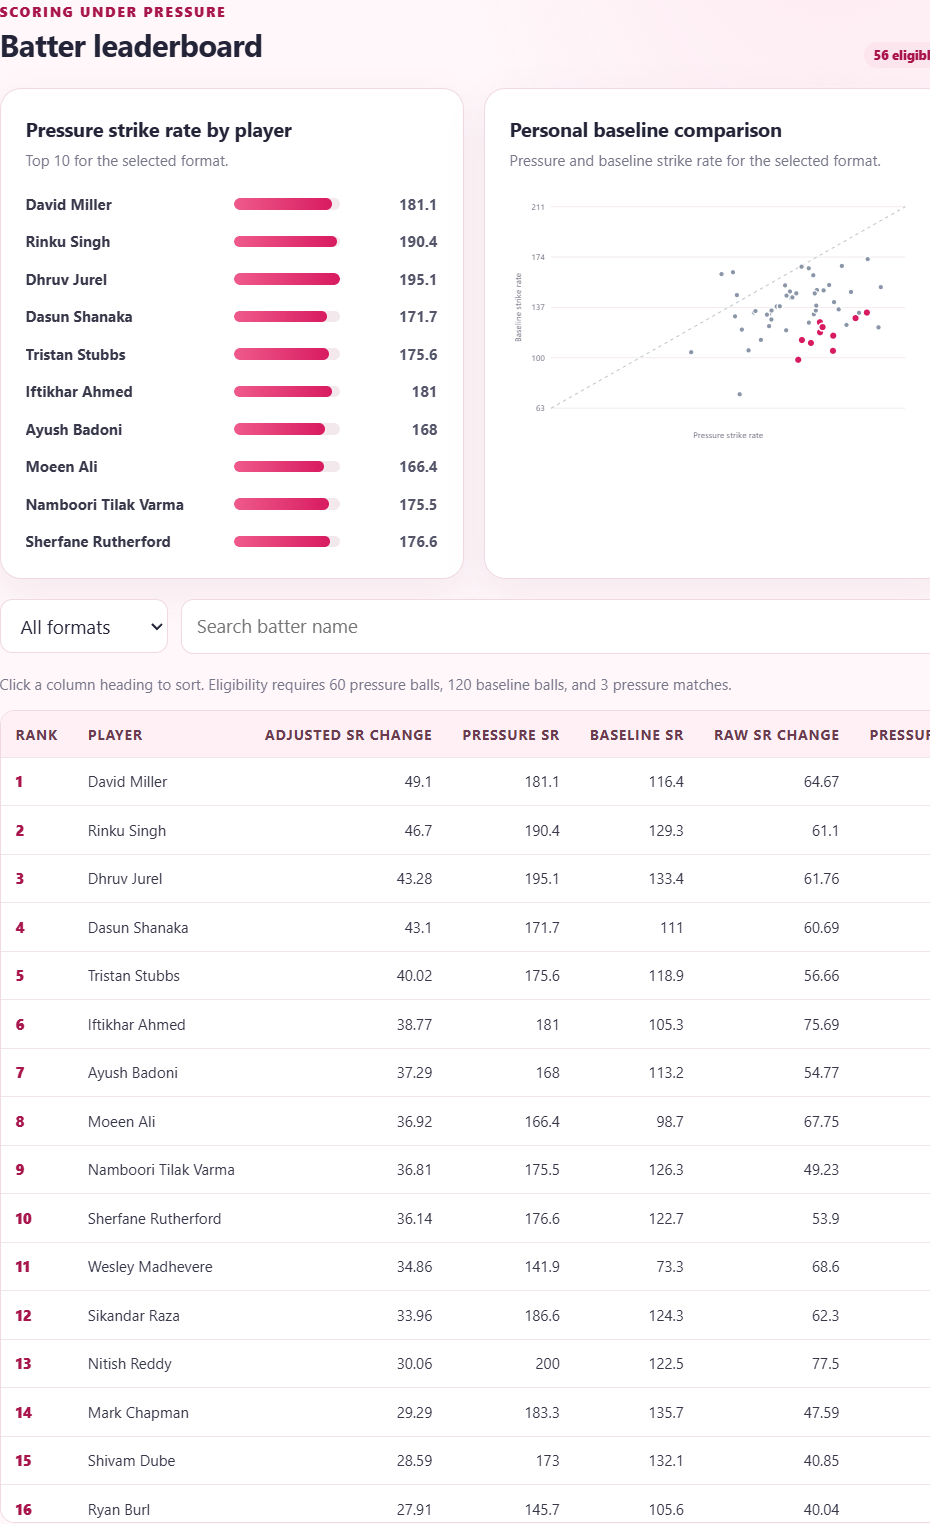 SCORING UNDER PRESSURE
Batter leaderboard
56 eligibl
Pressure strike rate by player
Top 10 for the selected format.
David Miller 181.1
Rinku Singh 190.4
Dhruv Jurel 195.1
Dasun Shanaka 171.7
Tristan Stubbs 175.6
Iftikhar Ahmed 181
Ayush Badoni 168
Moeen Ali 166.4
Namboori Tilak Varma 175.5
Sherfane Rutherford 176.6
Personal baseline comparison
Pressure and baseline strike rate for the selected format.
211
174
137
100
63
Baseline strike rate
Pressure strike rate
All formats
Search batter name
Click a column heading to sort. Eligibility requires 60 pressure balls, 120 baseline balls, and 3 pressure matches.
RANK PLAYER ADJUSTED SR CHANGE PRESSURE SR BASELINE SR RAW SR CHANGE PRESSUR
1 David Miller 49.1 181.1 116.4 64.67
2 Rinku Singh 46.7 190.4 129.3 61.1
3 Dhruv Jurel 43.28 195.1 133.4 61.76
4 Dasun Shanaka 43.1 171.7 111 60.69
5 Tristan Stubbs 40.02 175.6 118.9 56.66
6 Iftikhar Ahmed 38.77 181 105.3 75.69
7 Ayush Badoni 37.29 168 113.2 54.77
8 Moeen Ali 36.92 166.4 98.7 67.75
9 Namboori Tilak Varma 36.81 175.5 126.3 49.23
10 Sherfane Rutherford 36.14 176.6 122.7 53.9
11 Wesley Madhevere 34.86 141.9 73.3 68.6
12 Sikandar Raza 33.96 186.6 124.3 62.3
13 Nitish Reddy 30.06 200 122.5 77.5
14 Mark Chapman 29.29 183.3 135.7 47.59
15 Shivam Dube 28.59 173 132.1 40.85
16 Ryan Burl 27.91 145.7 105.6 40.04